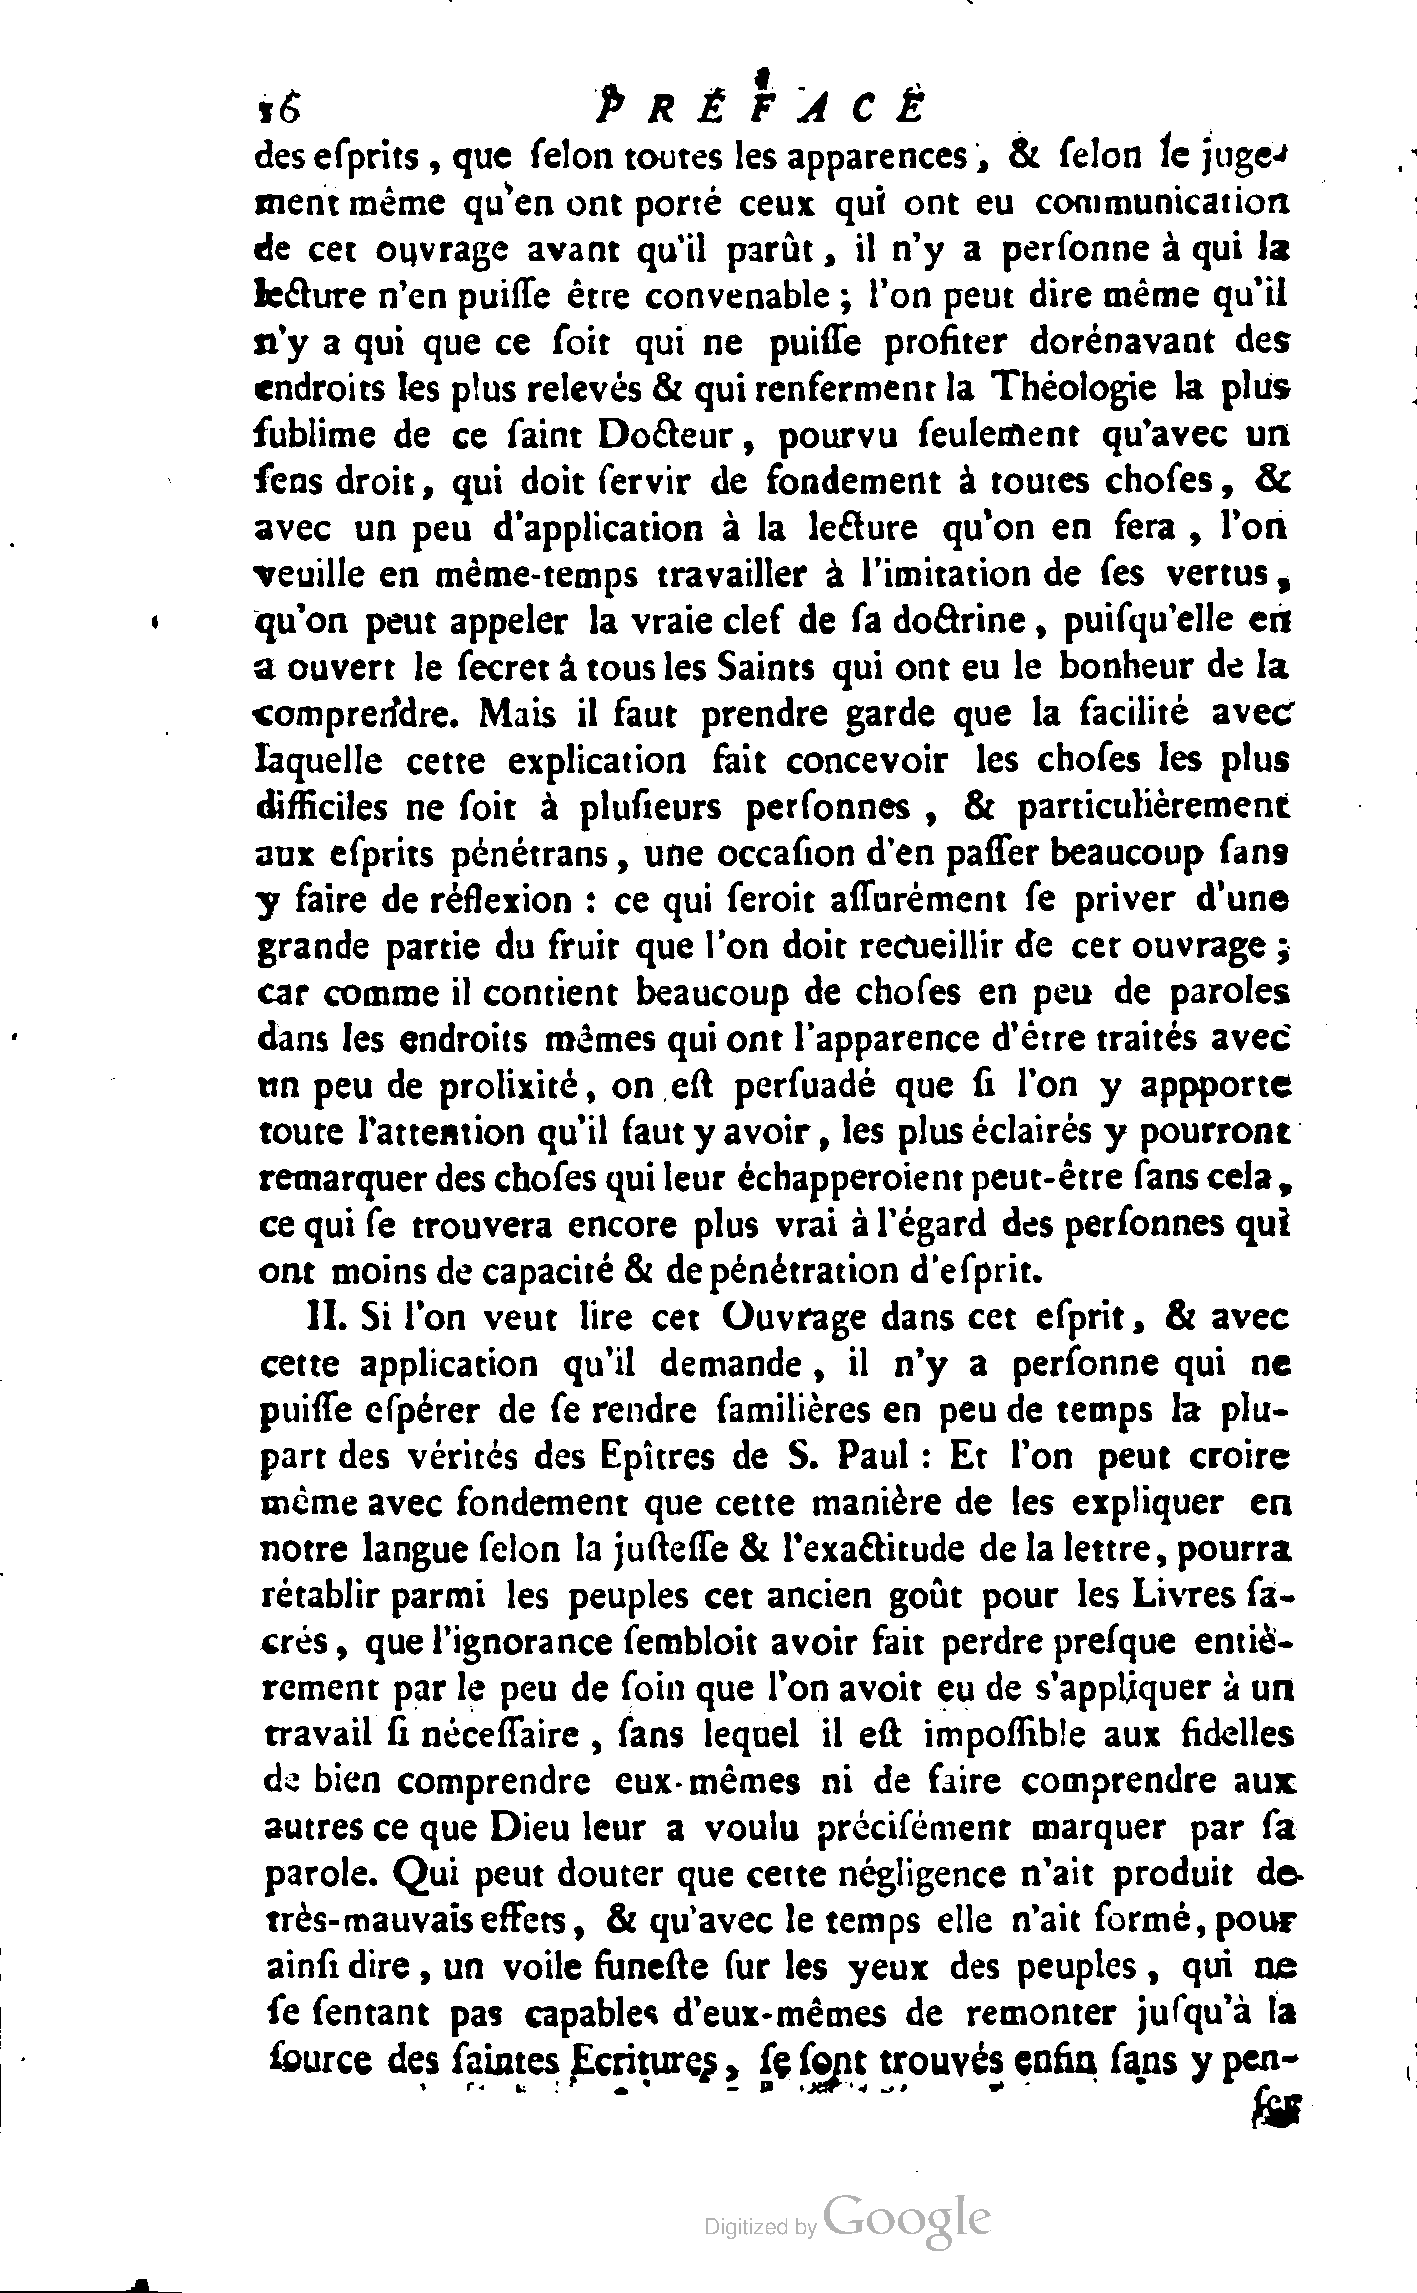 16 PRÉFACE
des eſprits, que ſelon toutes les apparences, & ſelon le juge-
ment même qu'en ont porté ceux qui ont eu communication
de cet ouvrage avant qu'il parût, il n'y a perſonne à qui la
lecture n'en puiſſe être convenable; l'on peut dire même qu'il
n'y a qui que ce ſoit qui ne puiſſe profiter dorénavant des
endroits les plus relevés & qui renferment la Théologie la plus
ſublime de ce ſaint Docteur, pourvu ſeulement qu'avec un
ſens droit, qui doit ſervir de fondement à toutes choſes, &
avec un peu d'application à la lecture qu'on en fera, l'on
veuille en même-temps travailler à l'imitation de ſes vertus,
qu'on peut appeler la vraie clef de ſa doctrine, puiſqu'elle en
a ouvert le ſecret à tous les Saints qui ont eu le bonheur de la
comprendre. Mais il faut prendre garde que la facilité avec
laquelle cette explication fait concevoir les choſes les plus
difficiles ne ſoit à pluſieurs perſonnes, & particulièrement
aux eſprits pénétrans, une occaſion d'en paſſer beaucoup ſans
y faire de réflexion : ce qui ſeroit aſſurément ſe priver d'une
grande partie du fruit que l'on doit recueillir de cet ouvrage;
car comme il contient beaucoup de choſes en peu de paroles
dans les endroits mêmes qui ont l'apparence d'être traités avec
un peu de prolixité, on eſt perſuadé que ſi l'on y appporte
toute l'attention qu'il faut y avoir, les plus éclairés y pourront
remarquer des choſes qui leur échapperoient peut-être ſans cela,
ce qui ſe trouvera encore plus vrai à l'égard des perſonnes qui
ont moins de capacité & de pénétration d'eſprit.
II. Si l'on veut lire cet Ouvrage dans cet eſprit, & avec
cette application qu'il demande, il n'y a perſonne qui ne
puiſſe eſpérer de ſe rendre familières en peu de temps la plu-
part des vérités des Epîtres de S. Paul : Et l'on peut croire
même avec fondement que cette manière de les expliquer en
notre langue ſelon la juſteſſe & l'exactitude de la lettre, pourra
rétablir parmi les peuples cet ancien goût pour les Livres ſa-
crés, que l'ignorance ſembloit avoir fait perdre preſque entiè-
rement par le peu de ſoin que l'on avoit eu de s'appliquer à un
travail ſi néceſſaire, ſans lequel il eſt impoſſible aux fidelles
de bien comprendre eux-mêmes ni de faire comprendre aux
autres ce que Dieu leur a voulu préciſément marquer par ſa
parole. Qui peut douter que cette négligence n'ait produit de
très-mauvais effets, & qu'avec le temps elle n'ait formé, pour
ainſi dire, un voile funeſte ſur les yeux des peuples, qui ne
ſe ſentant pas capables d'eux-mêmes de remonter juſqu'à la
ſource des ſaintes Ecritures, ſe ſont trouvés enfin ſans y pen-
ſer
Digitized by Google